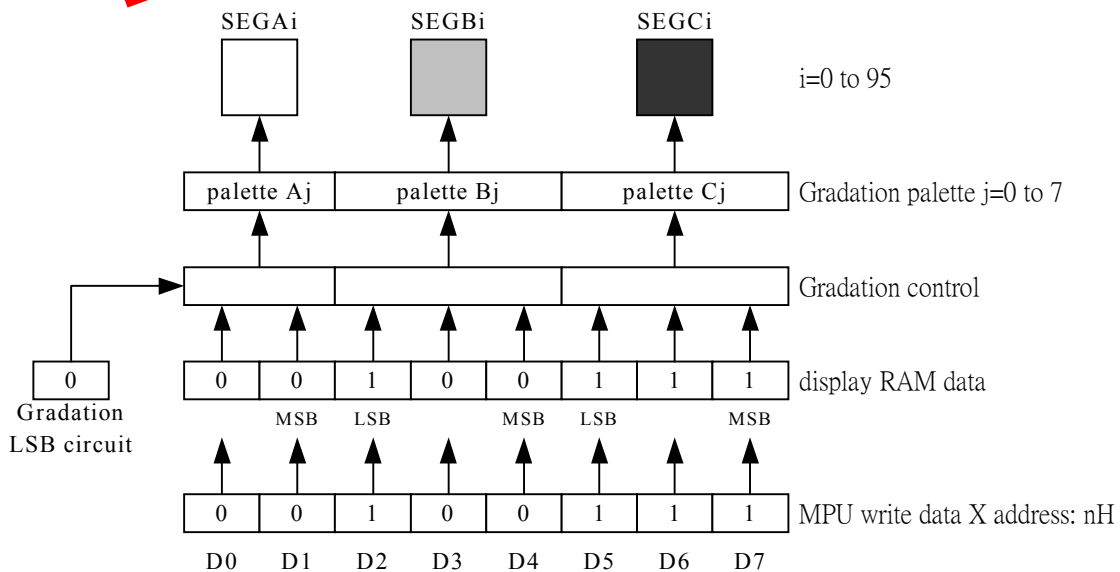 SEGAi SEGBi SEGCi
i=0 to 95
palette Aj palette Bj palette Cj Gradation palette j=0 to 7
Gradation control
0 0 0 1 0 0 1 1 1 display RAM data
Gradation
LSB circuit
MSB LSB MSB LSB MSB
0 0 1 0 0 1 1 1 MPU write data X address: nH
D0 D1 D2 D3 D4 D5 D6 D7